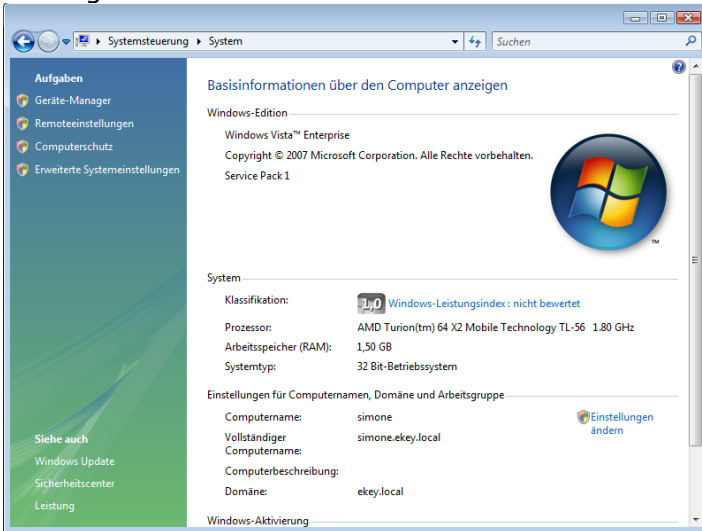 Systemsteuerung System Suchen
Aufgaben
Geräte-Manager
Remoteeinstellungen
Computerschutz
Erweiterte Systemeinstellungen
Siehe auch
Windows Update
Sicherheitscenter
Leistung
Basisinformationen über den Computer anzeigen
Windows-Edition
Windows Vista™ Enterprise
Copyright © 2007 Microsoft Corporation. Alle Rechte vorbehalten.
Service Pack 1
TM
System
Klassifikation: 1,0 Windows-Leistungsindex : nicht bewertet
Prozessor: AMD Turion(tm) 64 X2 Mobile Technology TL-56 1.80 GHz
Arbeitsspeicher (RAM): 1,50 GB
Systemtyp: 32 Bit-Betriebssystem
Einstellungen für Computernamen, Domäne und Arbeitsgruppe
Computername: simone Einstellungen
ändern
Vollständiger simone.ekey.local
Computername:
Computerbeschreibung:
Domäne: ekey.local
Windows-Aktivierung